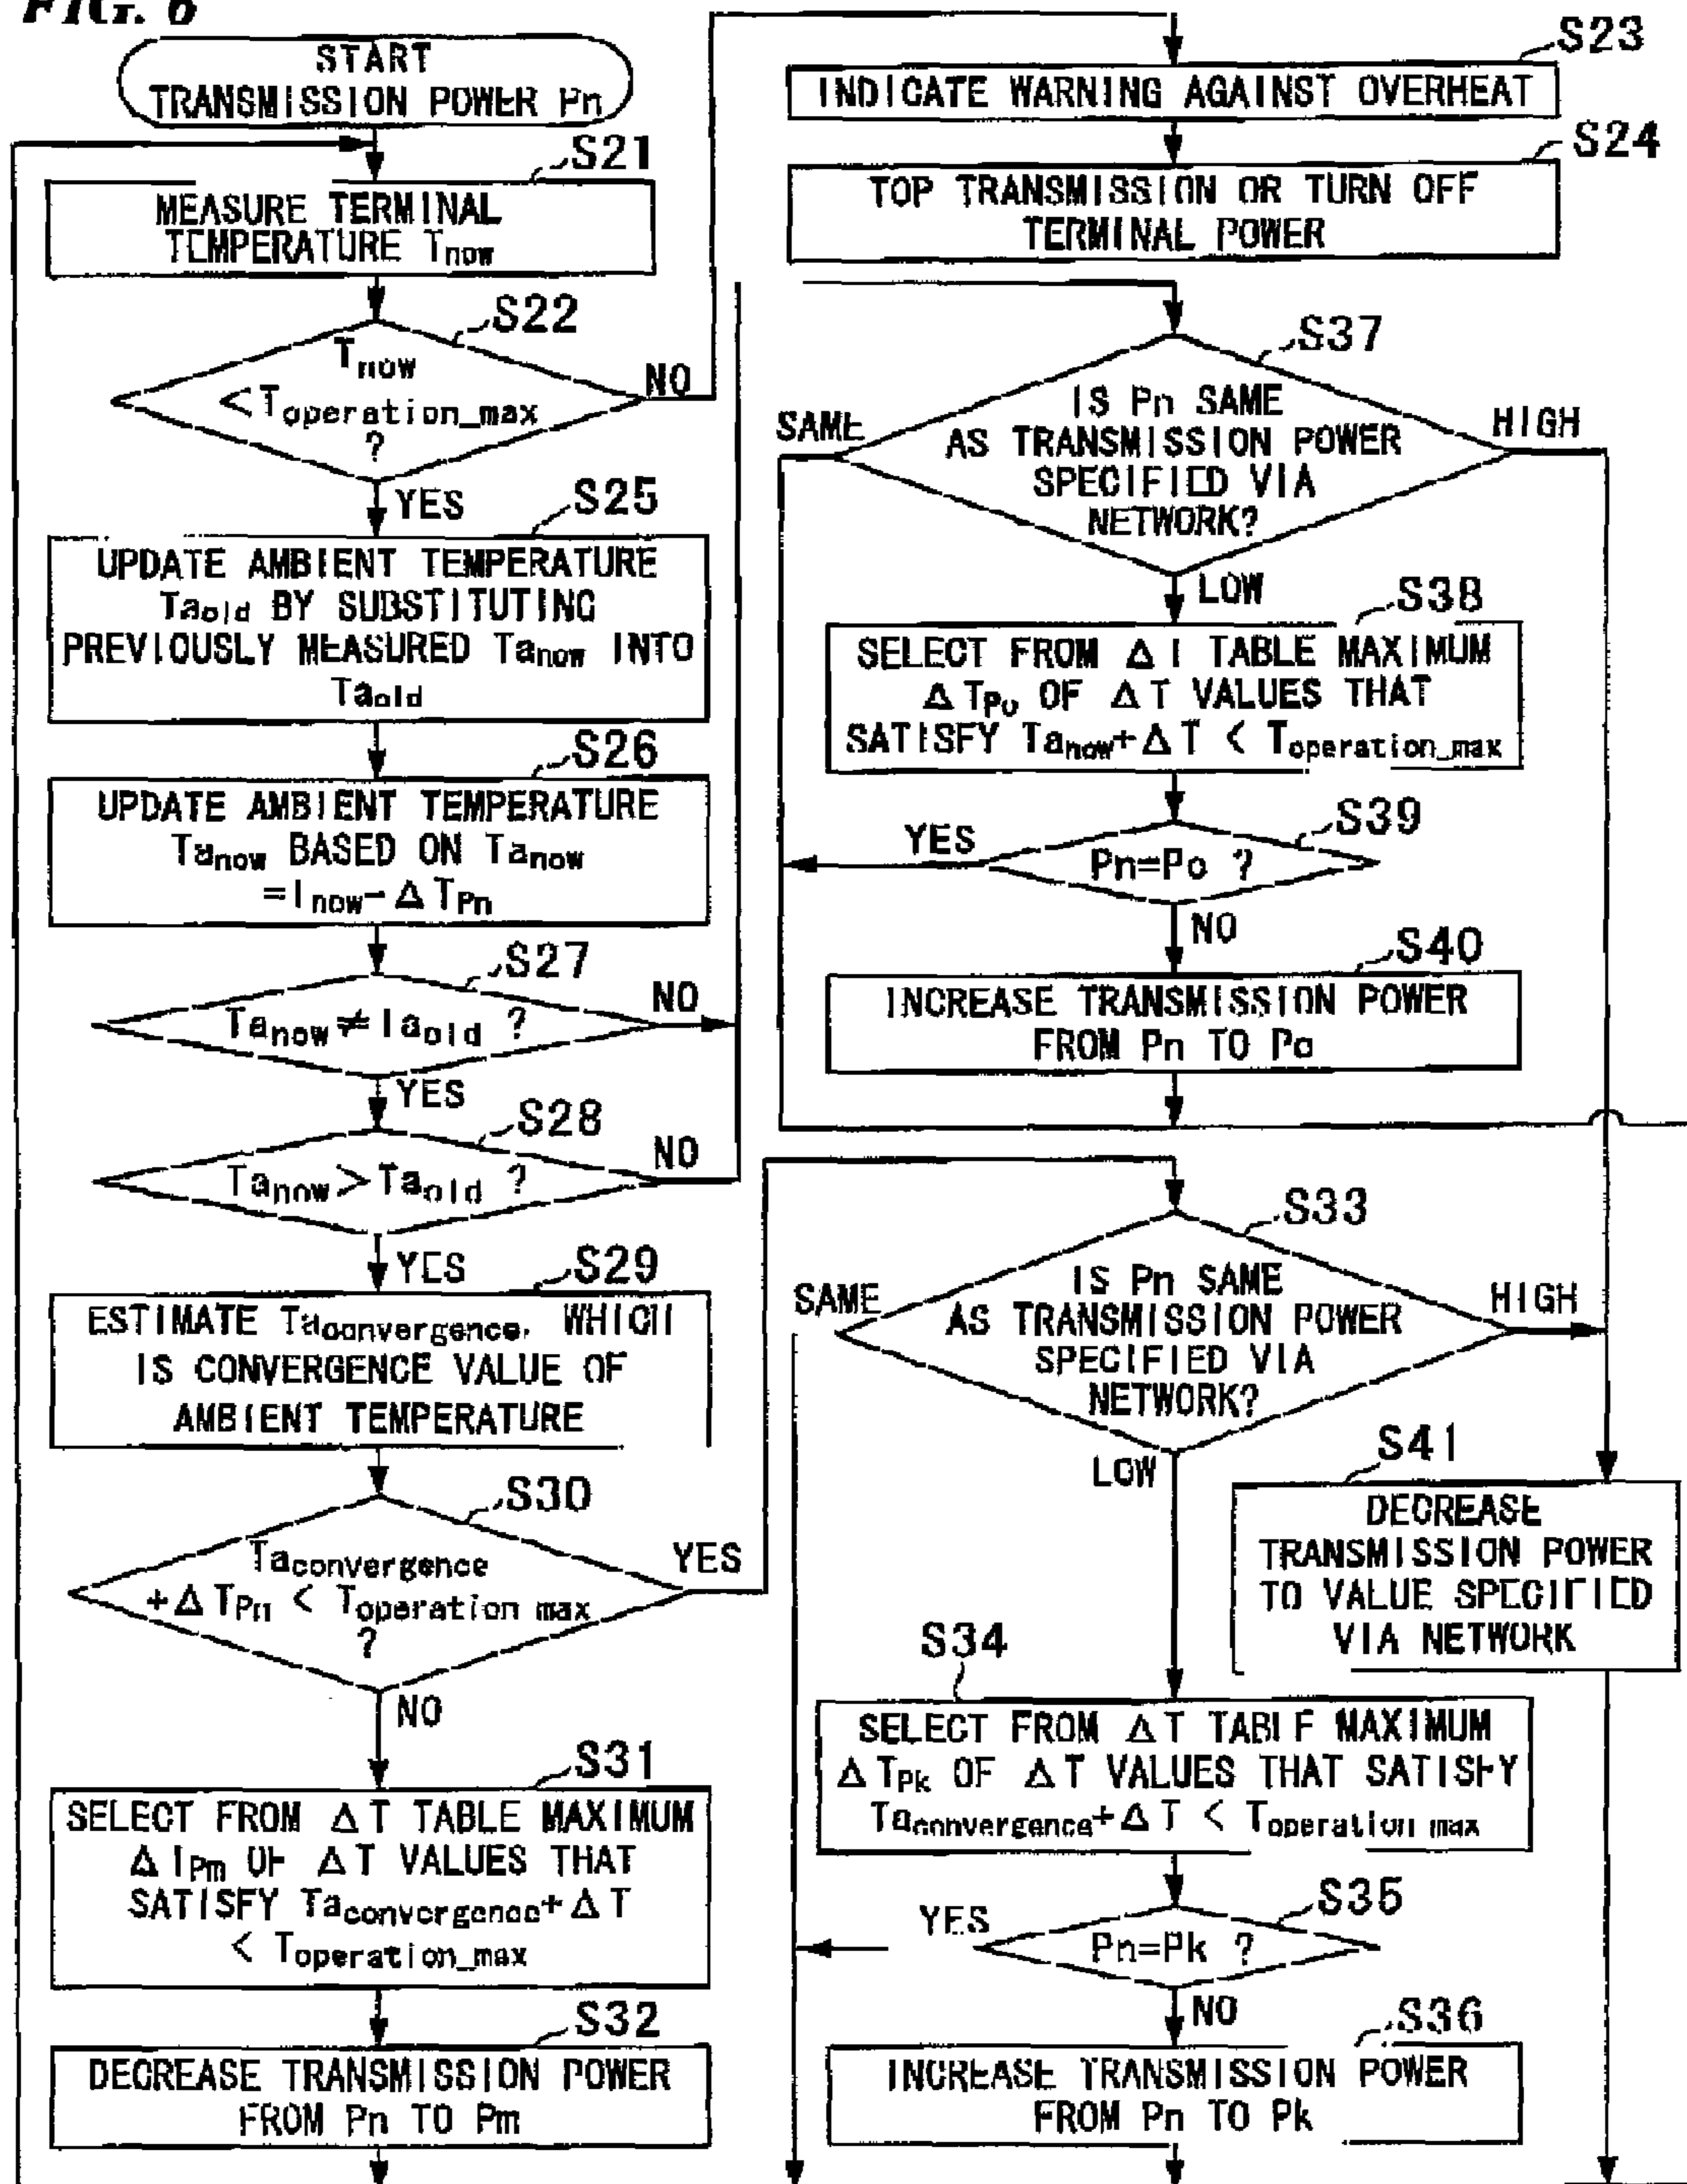 FIG. 6
START
TRANSMISSION POWER Pn
S21
MEASURE TERMINAL
TEMPERATURE Tnow
S22
Tnow
< Toperation_max
?
NO
YES
S25
UPDATE AMBIENT TEMPERATURE
Taold BY SUBSTITUTING
PREVIOUSLY MEASURED Tanow INTO
Taold
S26
UPDATE AMBIENT TEMPERATURE
Tanow BASED ON Tanow
=Tnow-ΔTPn
S27
Tanow≠Taold ?
NO
YES
S28
Tanow>Taold ?
NO
YES
S29
ESTIMATE Taconvergence, WHICH
IS CONVERGENCE VALUE OF
AMBIENT TEMPERATURE
S30
Taconvergence
+ΔTPn < Toperation max
?
YES
NO
S31
SELECT FROM ΔT TABLE MAXIMUM
ΔTPm OF ΔT VALUES THAT
SATISFY Taconvergence+ΔT
< Toperation_max
S32
DECREASE TRANSMISSION POWER
FROM Pn TO Pm
S23
INDICATE WARNING AGAINST OVERHEAT
S24
TOP TRANSMISSION OR TURN OFF
TERMINAL POWER
S37
IS Pn SAME
AS TRANSMISSION POWER
SPECIFIED VIA
NETWORK?
SAME
HIGH
LOW
S38
SELECT FROM ΔT TABLE MAXIMUM
ΔTPo OF ΔT VALUES THAT
SATISFY Tanow+ΔT < Toperation_max
S39
YES
Pn=Po ?
NO
S40
INCREASE TRANSMISSION POWER
FROM Pn TO Po
S33
IS Pn SAME
AS TRANSMISSION POWER
SPECIFIED VIA
NETWORK?
SAME
HIGH
LOW
S41
DECREASE
TRANSMISSION POWER
TO VALUE SPECIFIED
VIA NETWORK
S34
SELECT FROM ΔT TABLE MAXIMUM
ΔTPk OF ΔT VALUES THAT SATISFY
Taconvergence+ΔT < Toperation max
S35
YES
Pn=Pk ?
NO
S36
INCREASE TRANSMISSION POWER
FROM Pn TO Pk